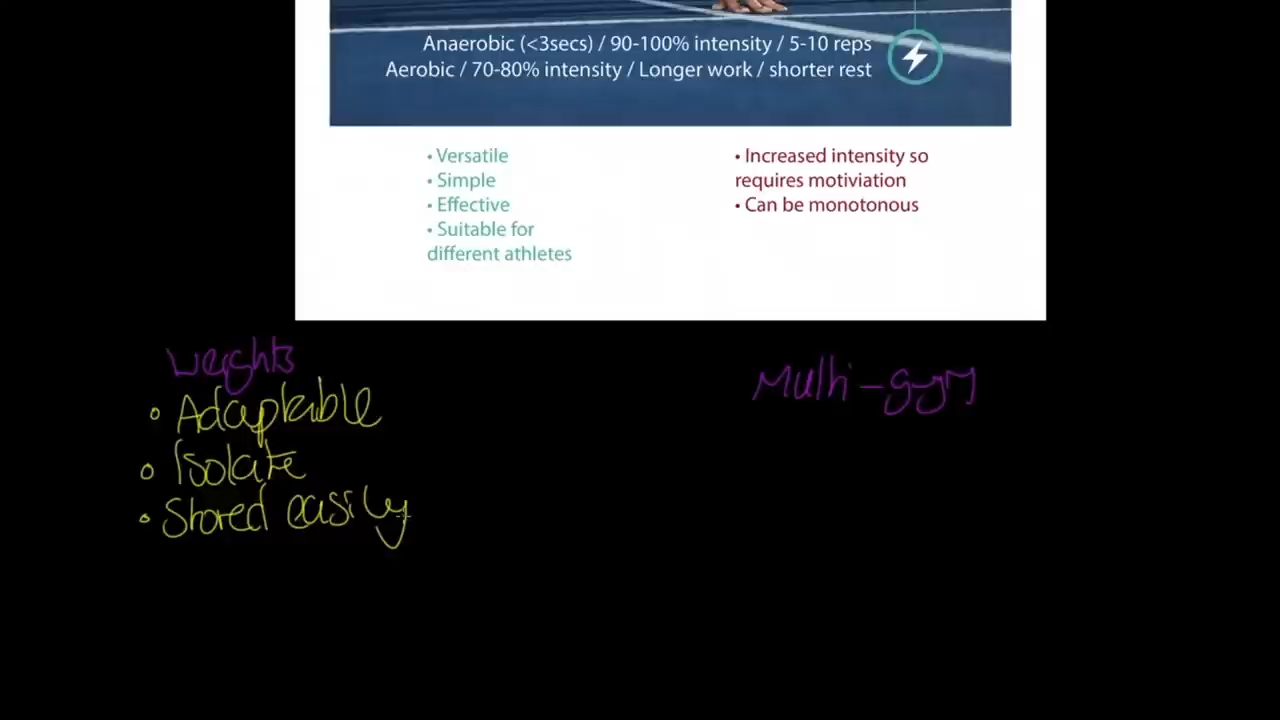 Anaerobic (<3secs) / 90-100% intensity / 5-10 reps
Aerobic / 70-80% intensity / Longer work / shorter rest
• Versatile
• Simple
• Effective
• Suitable for
different athletes
• Increased intensity so
requires motiviation
• Can be monotonous
Weights
• Adaptable
• Isolate
• Stored easily
Multi-gym